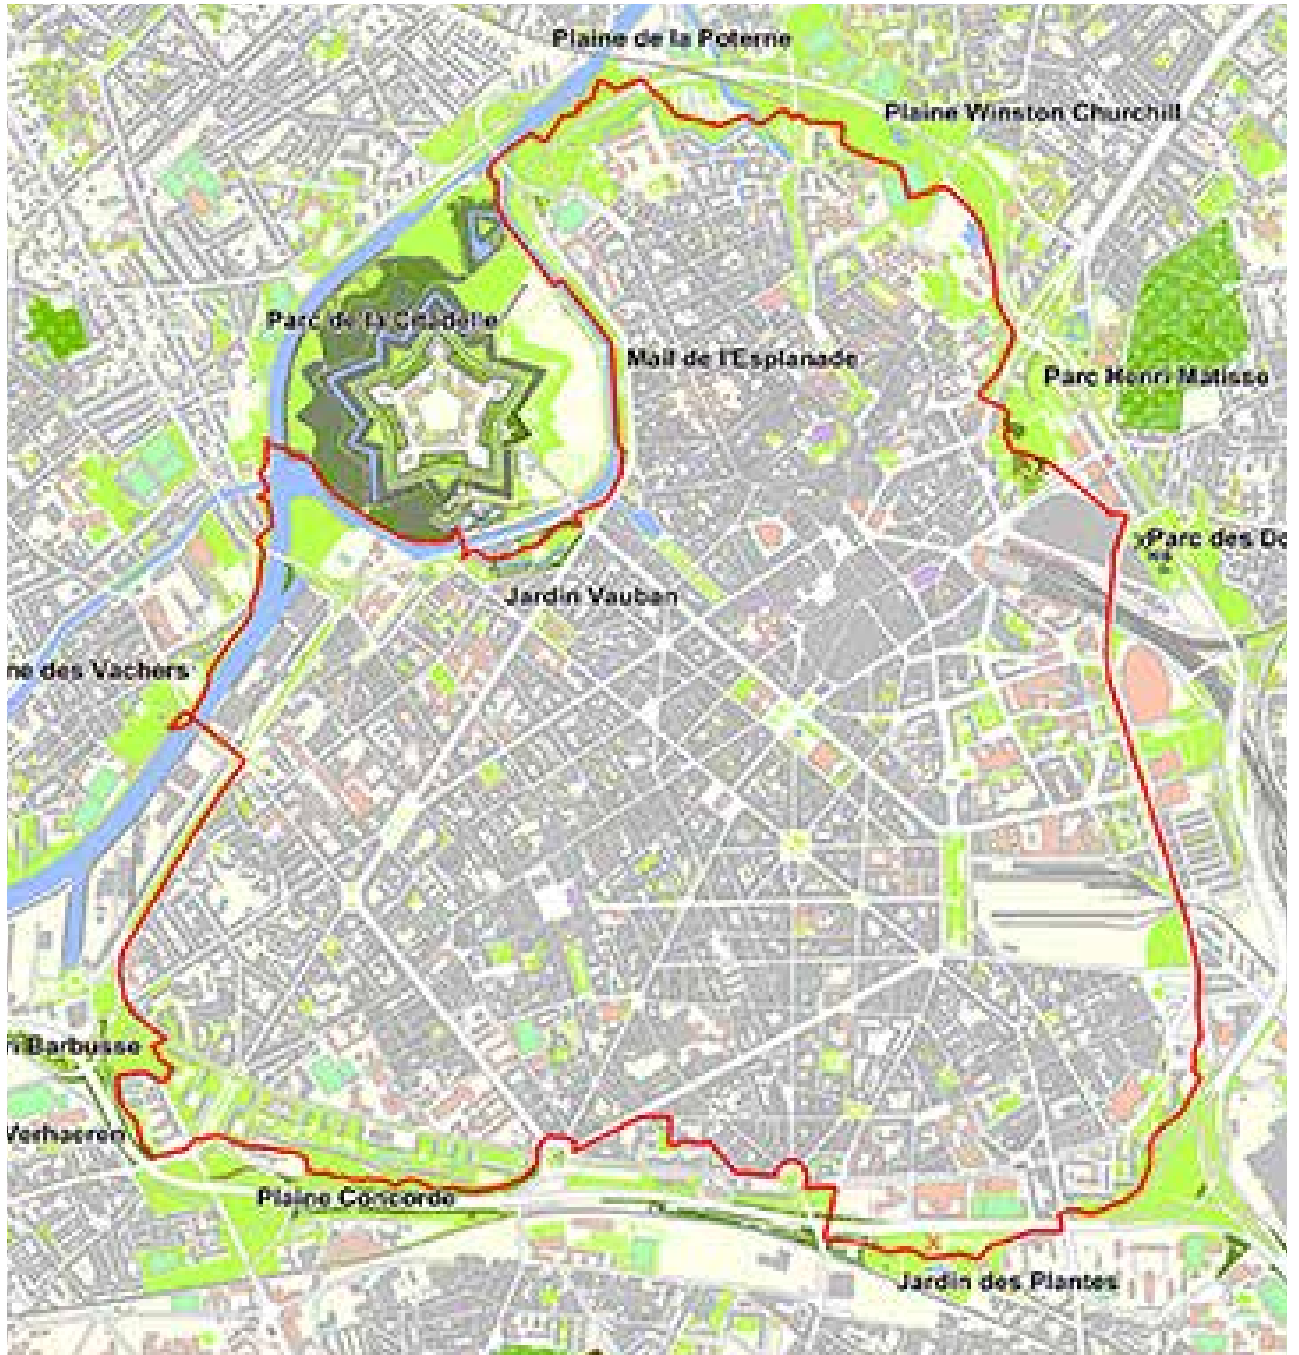 Plaine de la Poterne
Plaine Winston Churchill
Parc de la Citadelle
Mail de l'Esplanade
Parc Henri Matisse
Parc des Do
Jardin Vauban
ne des Vachers
ri Barbusse
Verhaeren
Plaine Concorde
Jardin des Plantes